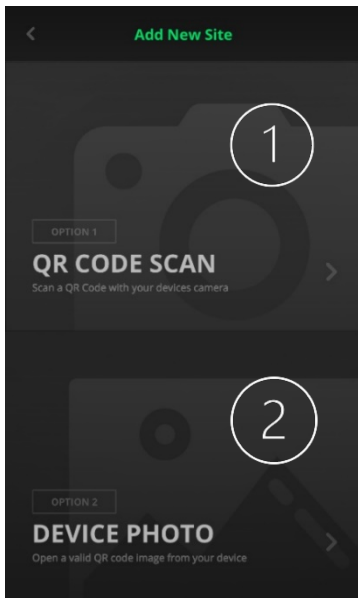 Add New Site
1
OPTION 1
QR CODE SCAN
Scan a QR Code with your devices camera
2
OPTION 2
DEVICE PHOTO
Open a valid QR code image from your device